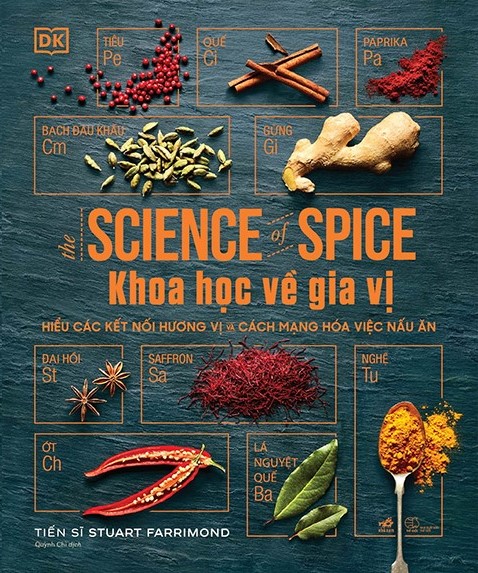 DK
TIÊU
Pe
QUẾ
Ci
PAPRIKA
Pa
BẠCH ĐẬU KHẤU
Cm
GỪNG
Gi
the SCIENCE of SPICE
Khoa học về gia vị
HIỂU CÁC KẾT NỐI HƯƠNG VỊ VÀ CÁCH MẠNG HÓA VIỆC NẤU ĂN
ĐẠI HỒI
St
SAFFRON
Sa
NGHỆ
Tu
ỚT
Ch
LÁ
NGUYỆT
QUẾ
Ba
TIẾN SĨ STUART FARRIMOND
Quỳnh Chi dịch